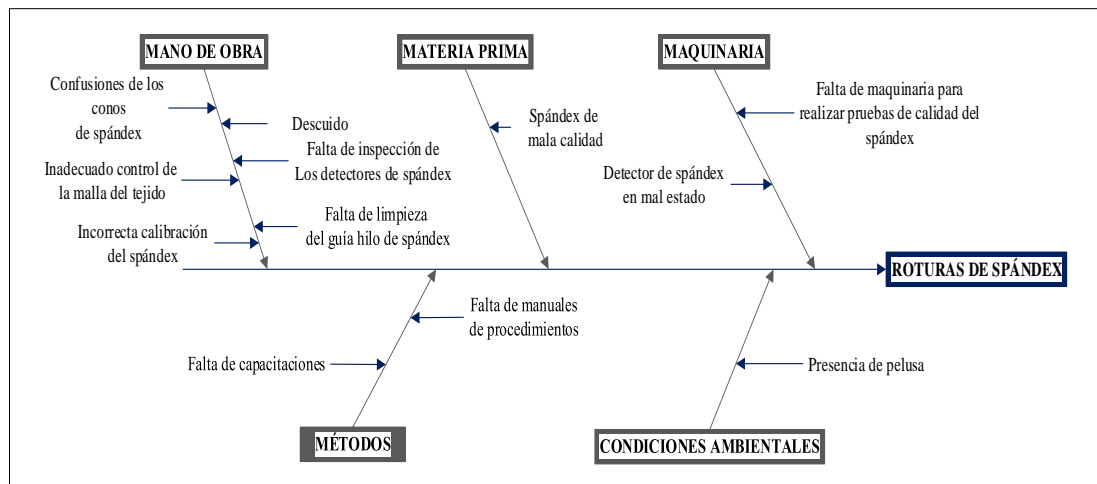 MANO DE OBRA
MATERIA PRIMA
MAQUINARIA
Confusiones de los
conos
de spándex
Descuido
Falta de inspección de
Los detectores de spándex
Inadecuado control de
la malla del tejido
Falta de limpieza
del guía hilo de spándex
Incorrecta calibración
del spándex
Spándex de
mala calidad
Falta de maquinaria para
realizar pruebas de calidad del
spándex
Detector de spándex
en mal estado
ROTURAS DE SPÁNDEX
Falta de manuales
de procedimientos
Falta de capacitaciones
Presencia de pelusa
MÉTODOS
CONDICIONES AMBIENTALES